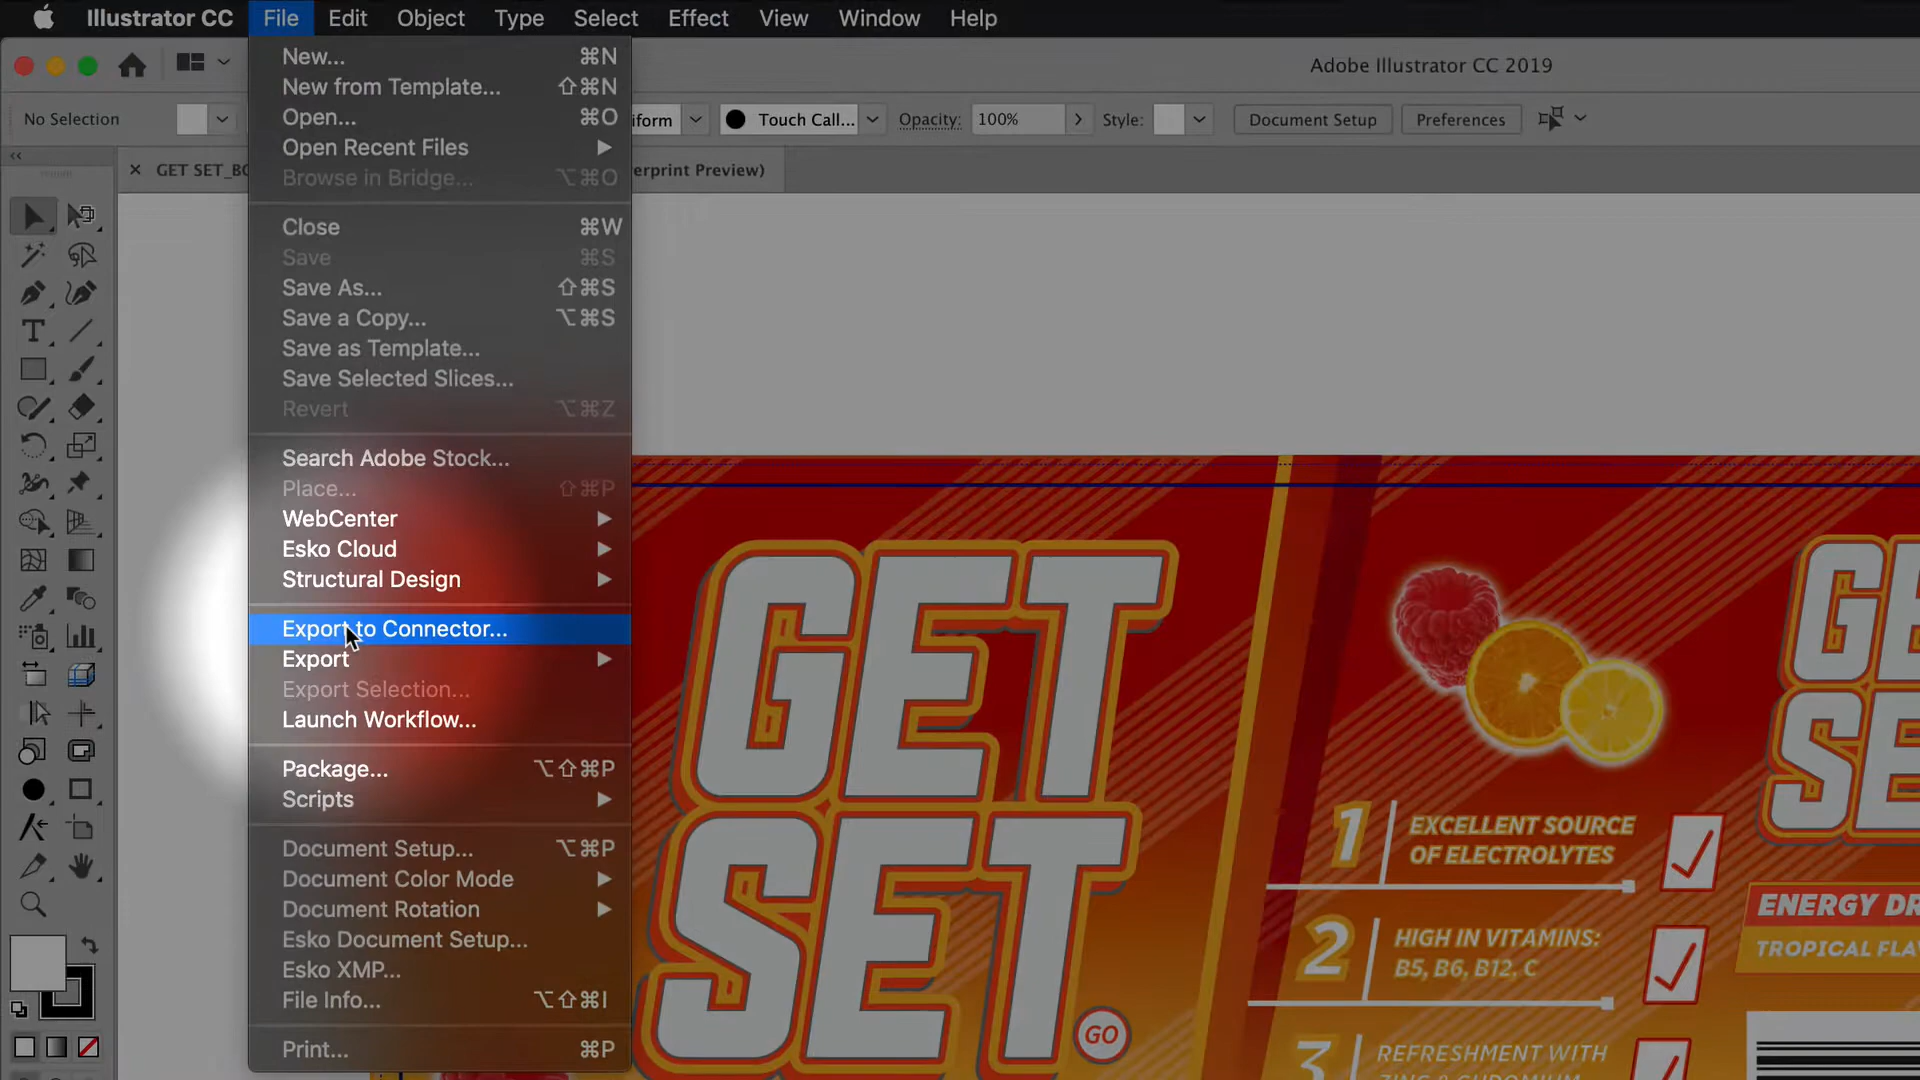 Illustrator CC File Edit Object Type Select Effect View Window Help
Adobe Illustrator CC 2019
No Selection
Touch Call...
Opacity: 100%
Style:
Document Setup
Preferences
GET SET_
erprint Preview)
New... ⌘N
New from Template... ⇧⌘N
Open... ⌘O
Open Recent Files
Browse in Bridge... ⌥⌘O
Close ⌘W
Save ⌘S
Save As... ⇧⌘S
Save a Copy... ⌥⌘S
Save as Template...
Save Selected Slices...
Revert ⌥⌘Z
Search Adobe Stock...
Place... ⇧⌘P
WebCenter
Esko Cloud
Structural Design
Export to Connector...
Export
Export Selection...
Launch Workflow...
Package... ⌥⇧⌘P
Scripts
Document Setup... ⌥⌘P
Document Color Mode
Document Rotation
Esko Document Setup...
Esko XMP...
File Info... ⌥⇧⌘I
Print... ⌘P
GET
SET
GO
1 EXCELLENT SOURCE
OF ELECTROLYTES
2 HIGH IN VITAMINS:
B5, B6, B12, C
3 REFRESHMENT WITH
GE
SE
ENERGY DR
TROPICAL FLA